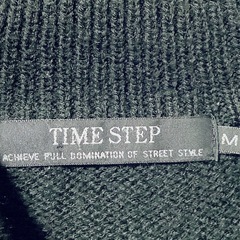 TIME STEP
ACHIEVE FULL DOMINATION OF STREET STYLE
M